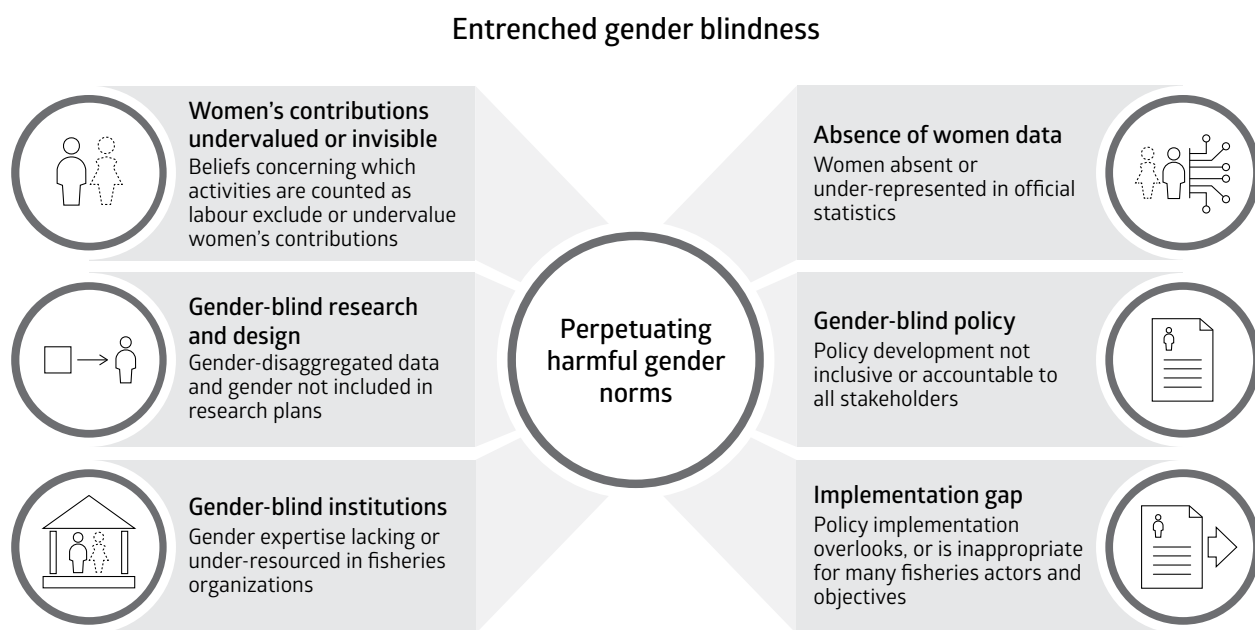 Entrenched gender blindness
Women's contributions
undervalued or invisible
Beliefs concerning which
activities are counted as
labour exclude or undervalue
women's contributions
Gender-blind research
and design
Gender-disaggregated data
and gender not included in
research plans
Gender-blind institutions
Gender expertise lacking or
under-resourced in fisheries
organizations
Perpetuating
harmful gender
norms
Absence of women data
Women absent or
under-represented in official
statistics
Gender-blind policy
Policy development not
inclusive or accountable to
all stakeholders
Implementation gap
Policy implementation
overlooks, or is inappropriate
for many fisheries actors and
objectives